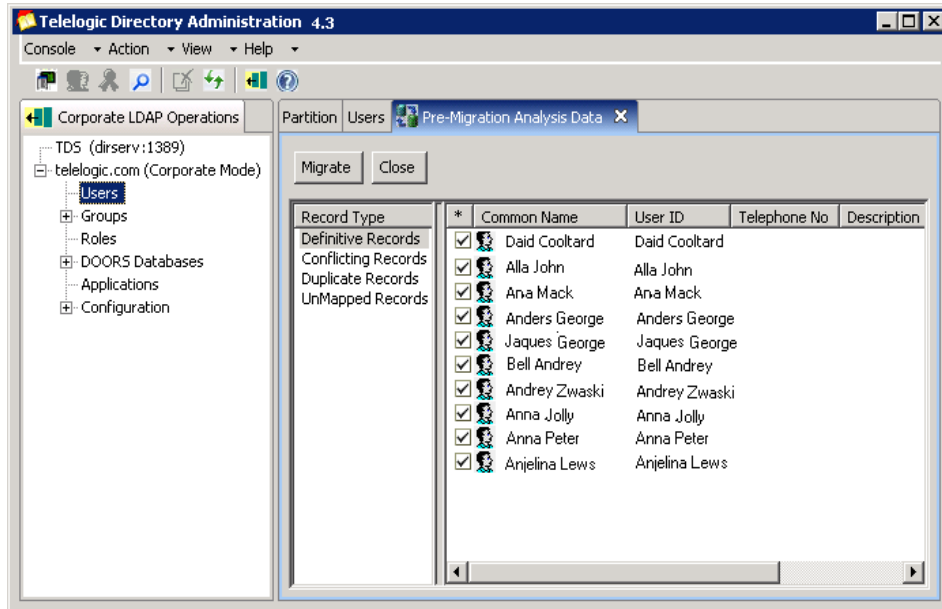 Telelogic Directory Administration 4.3
Console Action View Help
Corporate LDAP Operations
Partition Users Pre-Migration Analysis Data
TDS (dirserv:1389)
telelogic.com (Corporate Mode)
Users
Groups
Roles
DOORS Databases
Applications
Configuration
Migrate Close
Record Type
Definitive Records
Conflicting Records
Duplicate Records
UnMapped Records
* Common Name User ID Telephone No Description
Daid Cooltard Daid Cooltard
Alla John Alla John
Ana Mack Ana Mack
Anders George Anders George
Jaques George Jaques George
Bell Andrey Bell Andrey
Andrey Zwaski Andrey Zwaski
Anna Jolly Anna Jolly
Anna Peter Anna Peter
Anjelina Lews Anjelina Lews